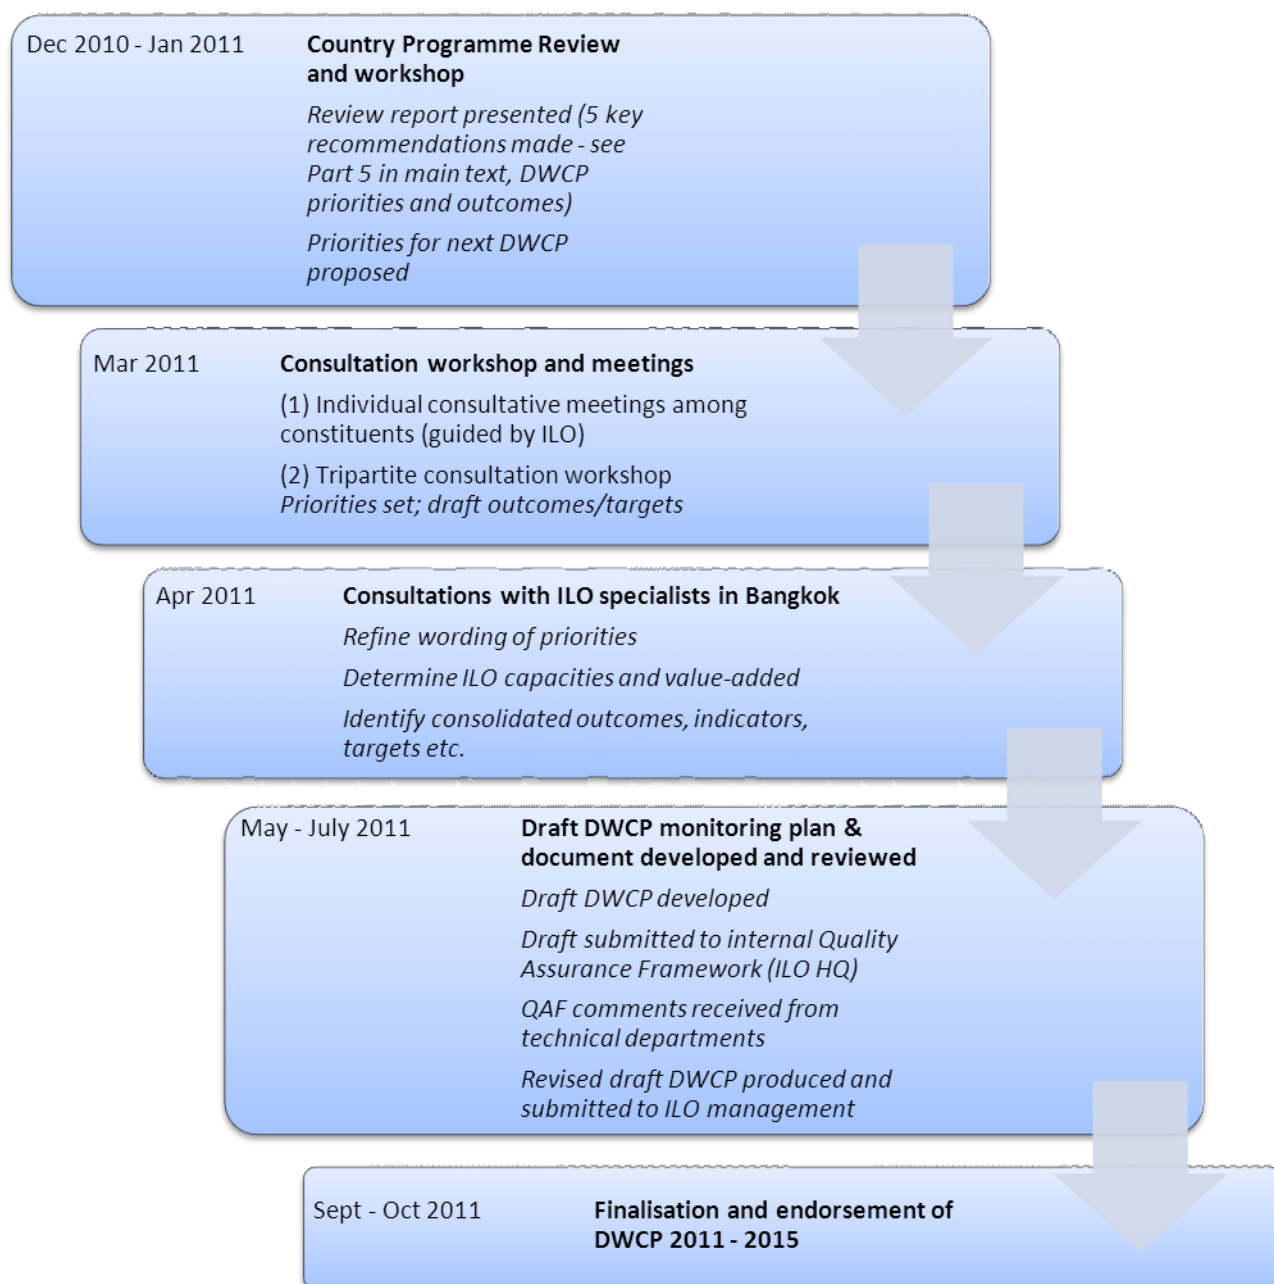 Dec 2010 - Jan 2011
Country Programme Review
and workshop
Review report presented (5 key
recommendations made - see
Part 5 in main text, DWCP
priorities and outcomes)
Priorities for next DWCP
proposed
Mar 2011
Consultation workshop and meetings
(1) Individual consultative meetings among
constituents (guided by ILO)
(2) Tripartite consultation workshop
Priorities set; draft outcomes/targets
Apr 2011
Consultations with ILO specialists in Bangkok
Refine wording of priorities
Determine ILO capacities and value-added
Identify consolidated outcomes, indicators,
targets etc.
May - July 2011
Draft DWCP monitoring plan &
document developed and reviewed
Draft DWCP developed
Draft submitted to internal Quality
Assurance Framework (ILO HQ)
QAF comments received from
technical departments
Revised draft DWCP produced and
submitted to ILO management
Sept - Oct 2011
Finalisation and endorsement of
DWCP 2011 - 2015